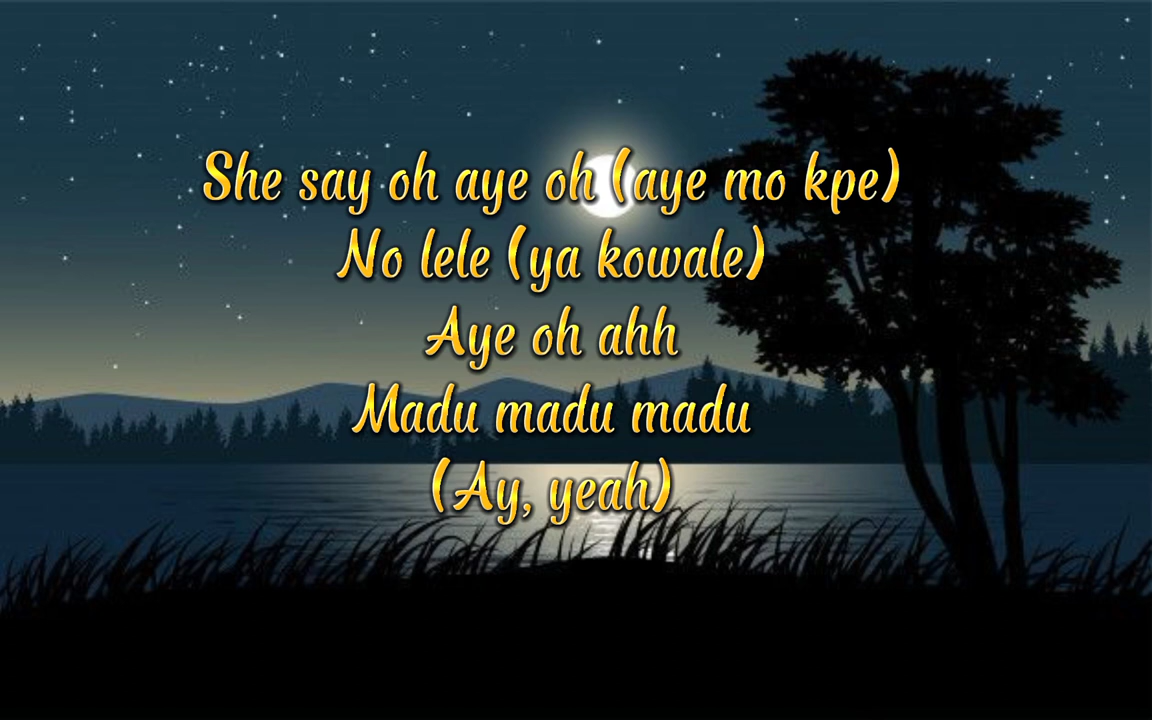 She say oh aye oh (aye mo kpe)
No lele (ya kowale)
Aye oh ahh
Madu madu madu
(Ay, yeah)